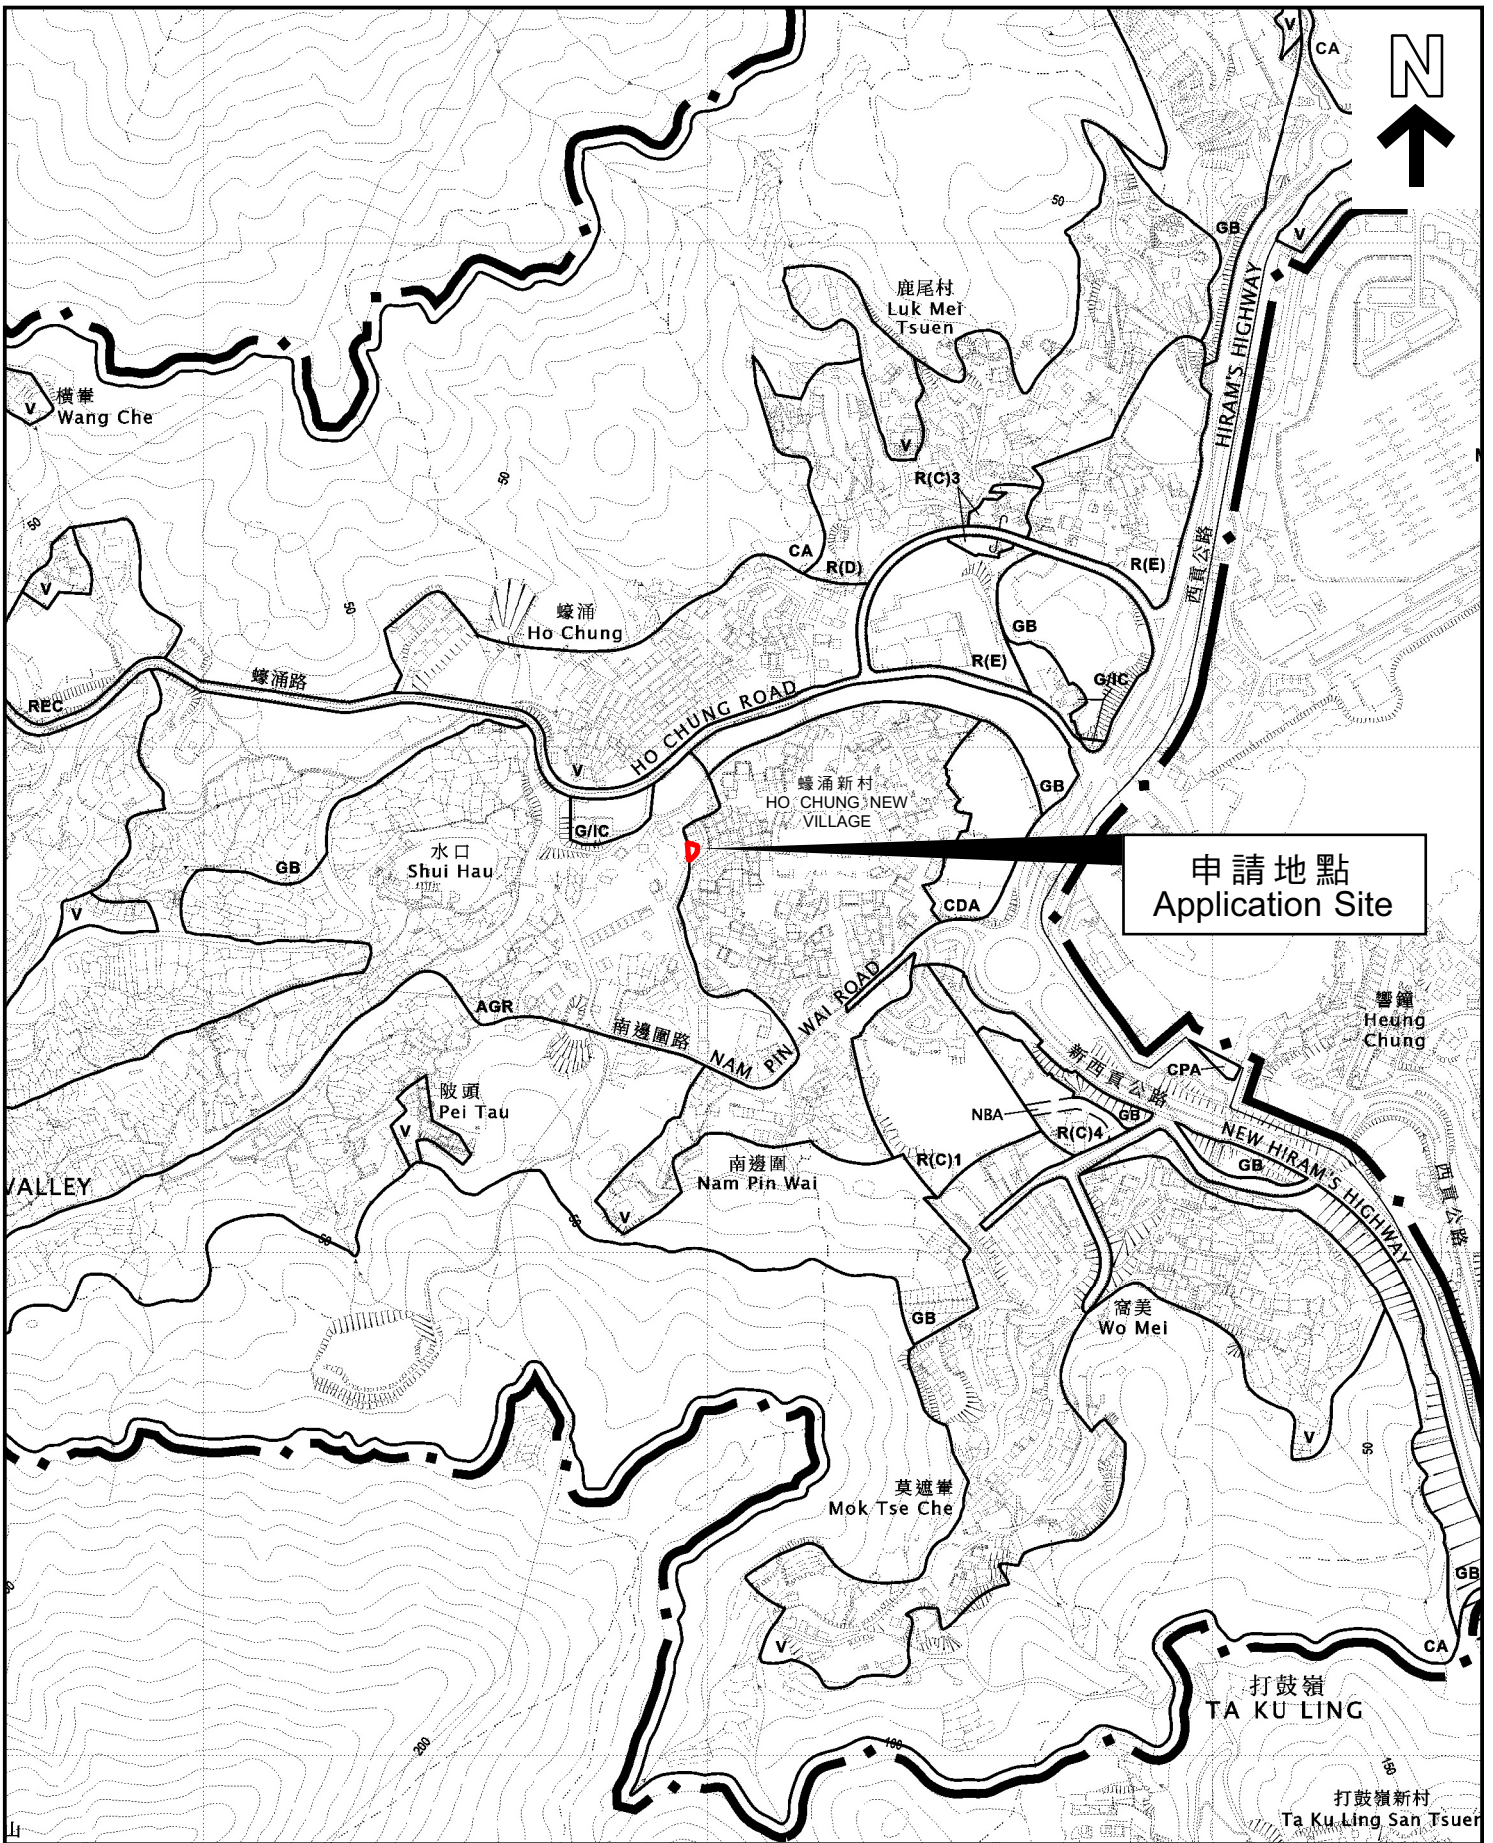 V
CA
N
50
GB
V
鹿尾村
Luk Mei
Tsuen
HIRAM'S HIGHWAY
橫輋
Wang Che
V
V
50
R(C)3
50
CA
R(D)
R(E)
西貢公路
V
50
蠔涌
Ho Chung
GB
R(E)
G/IC
蠔涌路
REC
HO CHUNG ROAD
V
蠔涌新村
HO CHUNG NEW
VILLAGE
GB
G/IC
水口
Shui Hau
GB
申請地點
Application Site
V
CDA
AGR
南邊圍路
NAM PIN WAI ROAD
響鐘
Heung
Chung
新西貢公路
CPA
陂頭
Pei Tau
V
NBA
GB
R(C)4
NEW HIRAM'S HIGHWAY
GB
R(C)1
南邊圍
Nam Pin Wai
西貢公路
VALLEY
V
50
50
GB
窩美
Wo Mei
V
50
莫遮輋
Mok Tse Che
GB
V
CA
打鼓嶺
TA KU LING
200
100
150
打鼓嶺新村
Ta Ku Ling San Tsuen
山